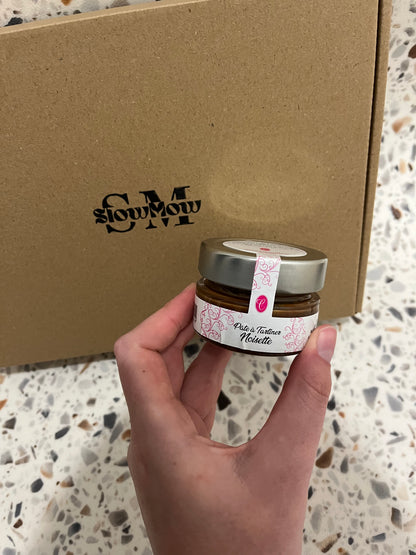 SM
SlowMow
Pâte à Tartiner
Noisette